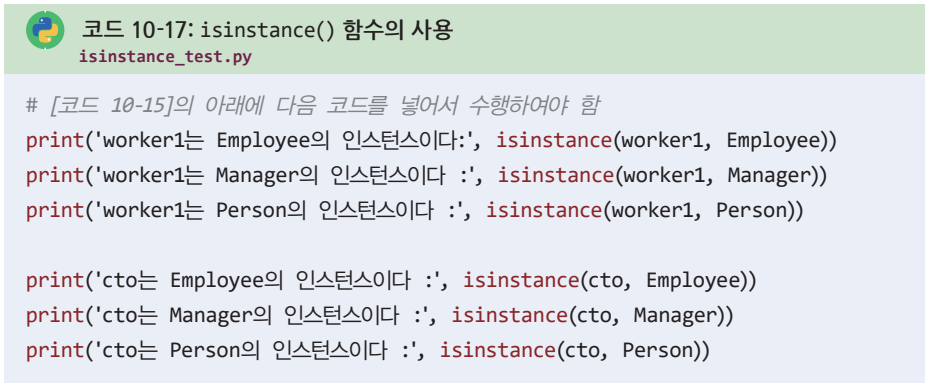 코드 10-17: isinstance() 함수의 사용
isinstance_test.py
# [코드 10-15]의 아래에 다음 코드를 넣어서 수행하여야 함
print('worker1는 Employee의 인스턴스이다:', isinstance(worker1, Employee))
print('worker1는 Manager의 인스턴스이다 :', isinstance(worker1, Manager))
print('worker1는 Person의 인스턴스이다 :', isinstance(worker1, Person))
print('cto는 Employee의 인스턴스이다 :', isinstance(cto, Employee))
print('cto는 Manager의 인스턴스이다 :', isinstance(cto, Manager))
print('cto는 Person의 인스턴스이다 :', isinstance(cto, Person))